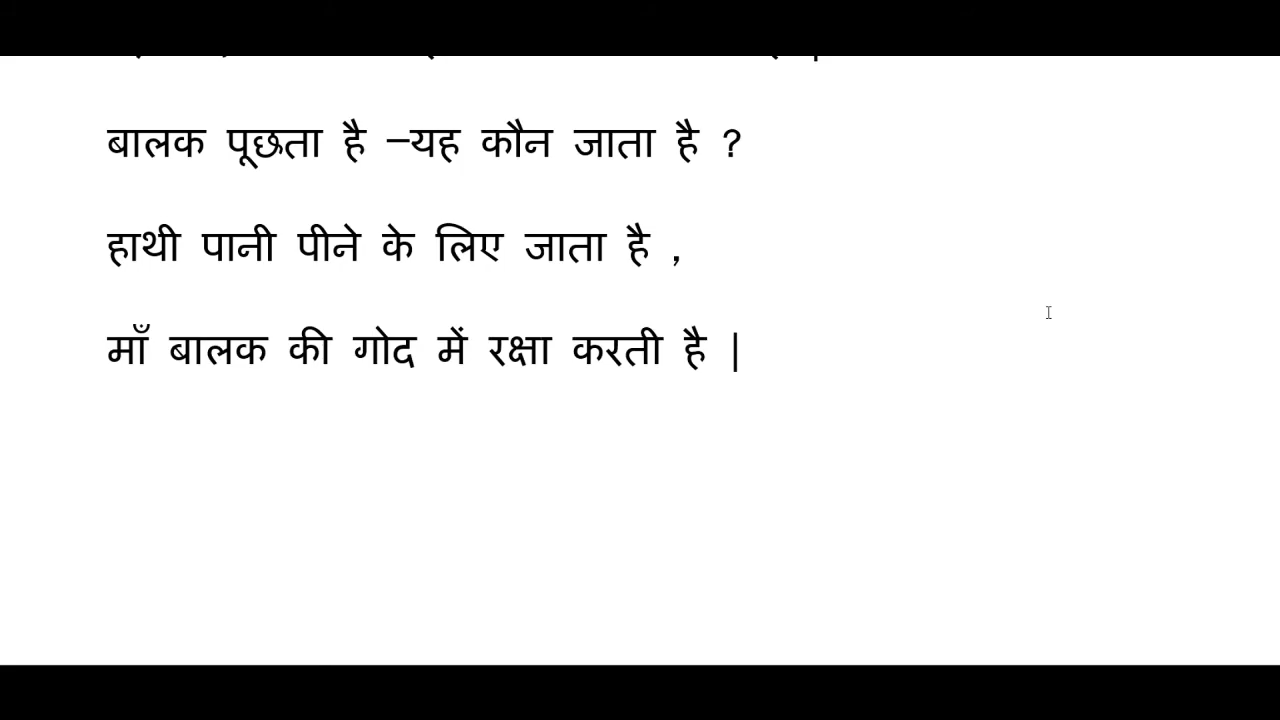 बालक पूछता है –यह कौन जाता है ?
हाथी पानी पीने के लिए जाता है ,
माँ बालक की गोद में रक्षा करती है |